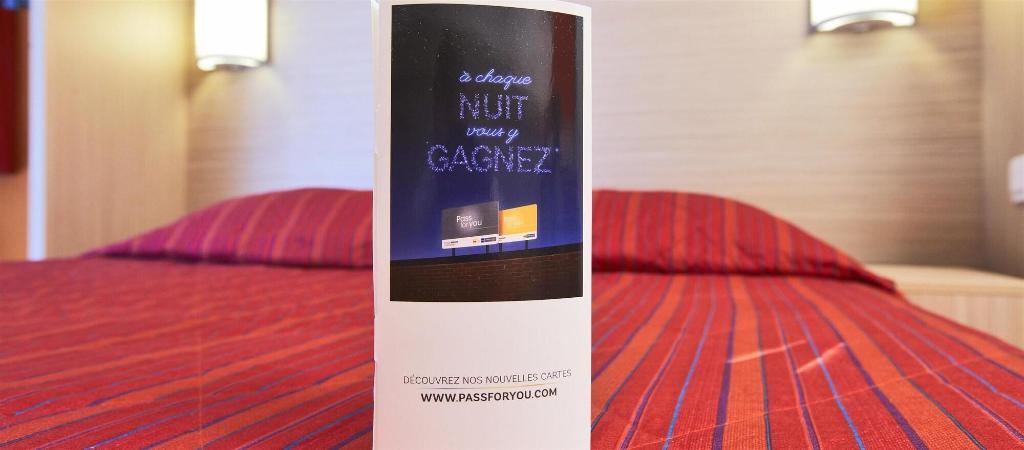 à chaque
NUIT
vous y
GAGNEZ*
Pass
for you
DÉCOUVREZ NOS NOUVELLES CARTES
WWW.PASSFORYOU.COM